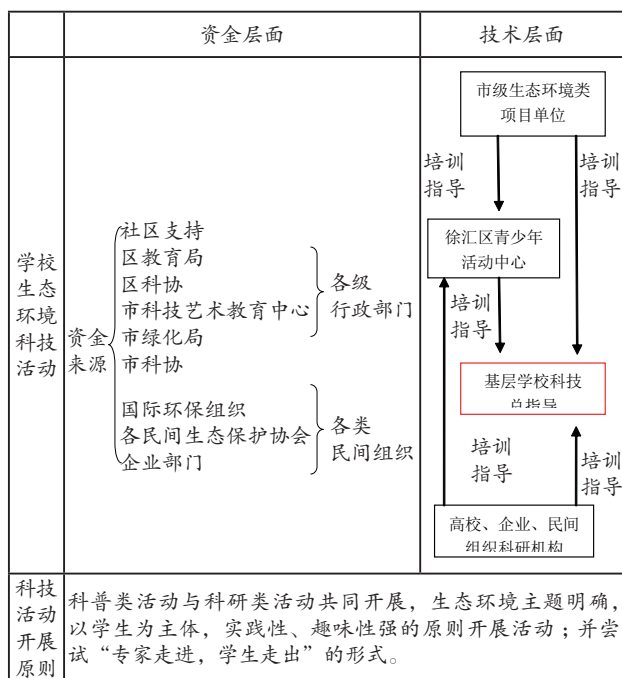 资金层面
技术层面
学校
生态
环境
科技
活动
资金
来源
社区支持
区教育局
区科协
市科技艺术教育中心
市绿化局
市科协
各级
行政部门
国际环保组织
各民间生态保护协会
企业部门
各类
民间组织
市级生态环境类
项目单位
培训
指导
培训
指导
徐汇区青少年
活动中心
培训
指导
基层学校科技
总指导
培训
指导
培训
指导
高校、企业、民间
组织科研机构
科技
活动
开展
原则
科普类活动与科研类活动共同开展，生态环境主题明确，
以学生为主体，实践性、趣味性强的原则开展活动；并尝
试“专家走进，学生走出”的形式。